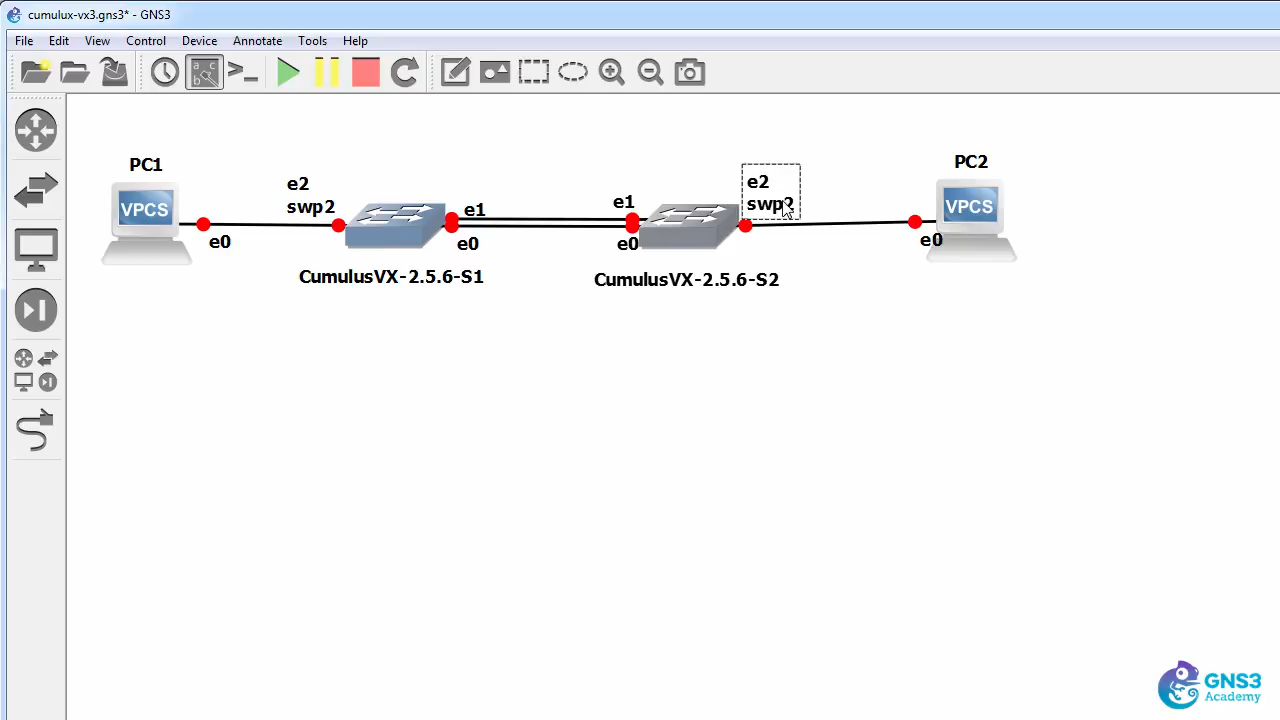 cumulux-vx3.gns3* - GNS3
File Edit View Control Device Annotate Tools Help
PC1
VPCS
e0
e2
swp2
e1
e0
CumulusVX-2.5.6-S1
e1
e0
CumulusVX-2.5.6-S2
e2
swp2
PC2
VPCS
e0
GNS3
Academy